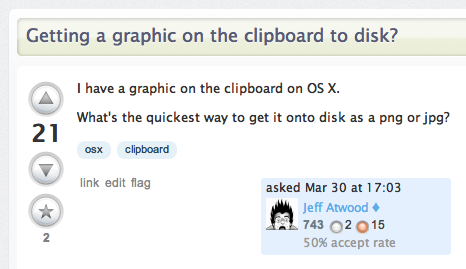 Getting a graphic on the clipboard to disk?
I have a graphic on the clipboard on OS X.
21
What's the quickest way to get it onto disk as a png or jpg?
osx clipboard
link edit flag
2
asked Mar 30 at 17:03
Jeff Atwood ♦
743 2 15
50% accept rate